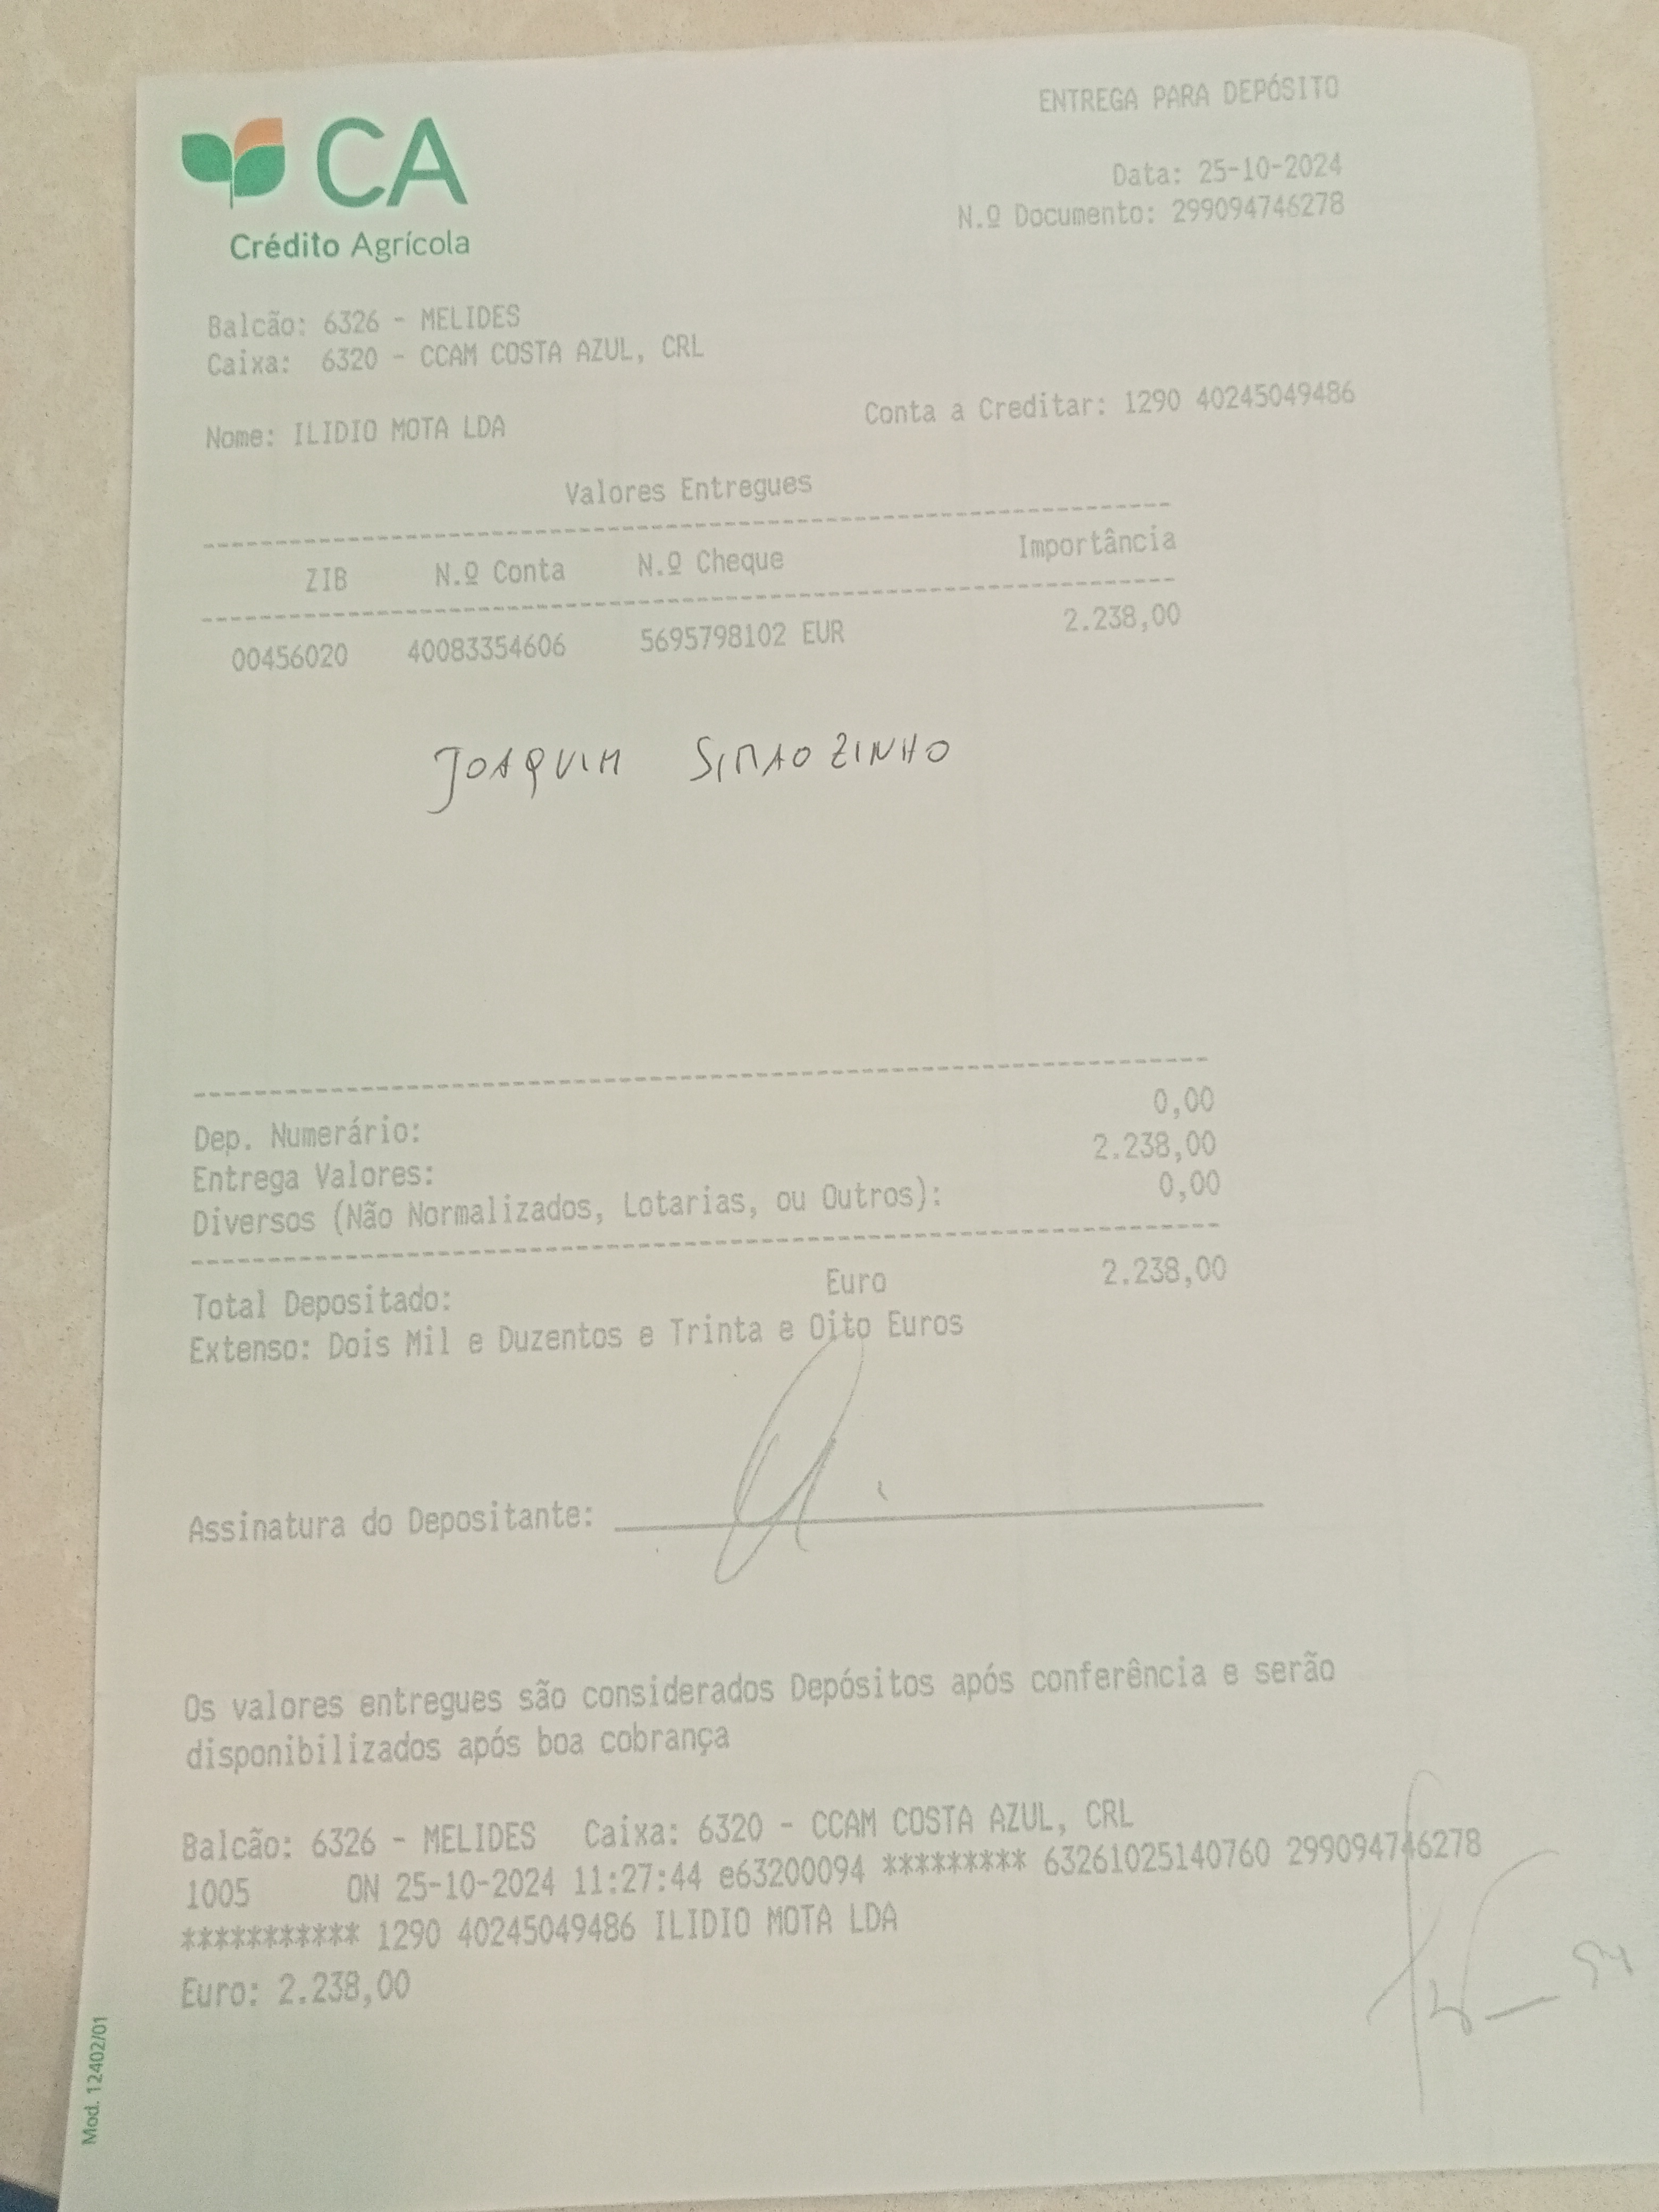 ENTREGA PARA DEPÓSITO
CA
Crédito Agrícola
Data: 25-10-2024
N.º Documento: 299094746278
Balcão: 6326 - MELIDES
Caixa: 6320 - CCAM COSTA AZUL, CRL
Nome: ILIDIO MOTA LDA Conta a Creditar: 1290 40245049486
Valores Entregues
ZIB N.º Conta N.º Cheque Importância
00456020 40083354606 5695798102 EUR 2.238,00
JOAQUIM SIMAOZINHO
Dep. Numerário: 0,00
Entrega Valores: 2.238,00
Diversos (Não Normalizados, Lotarias, ou Outros): 0,00
Total Depositado: Euro 2.238,00
Extenso: Dois Mil e Duzentos e Trinta e Oito Euros
Assinatura do Depositante:
Os valores entregues são considerados Depósitos após conferência e serão
disponibilizados após boa cobrança
Balcão: 6326 - MELIDES Caixa: 6320 - CCAM COSTA AZUL, CRL
1005 ON 25-10-2024 11:27:44 e63200094 ********* 63261025140760 299094746278
*********** 1290 40245049486 ILIDIO MOTA LDA
Euro: 2.238,00
Mod. 12402/01